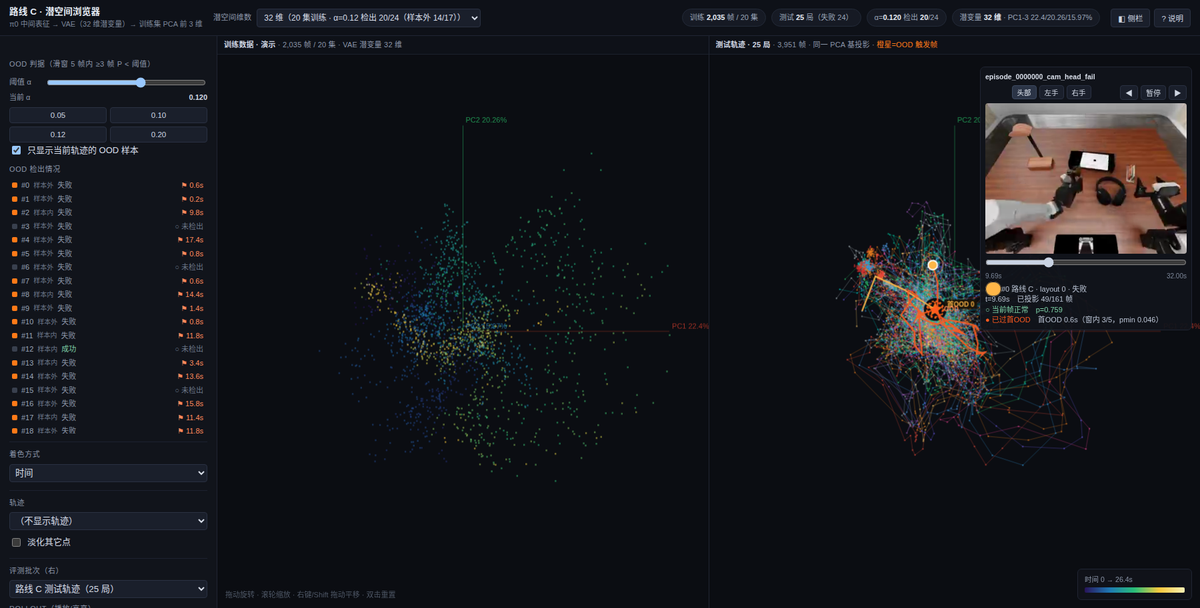 路线 C · 潜空间浏览器
π0 中间表征 → VAE（32 维潜变量）→ 训练集 PCA 前 3 维
潜空间维数
32 维（20 集训练 · α=0.12 检出 20/24（样本外 14/17））
训练 2,035 帧 / 20 集
测试 25 局（失败 24）
α=0.120 检出 20/24
潜变量 32 维 · PC1-3 22.4/20.26/15.97%
侧栏
? 说明
OOD 判据（滑窗 5 帧内 ≥3 帧 P < 阈值）
阈值 α
当前 α 0.120
0.05 0.10
0.12 0.20
只显示当前轨迹的 OOD 样本
OOD 检出情况
#0 样本外 失败 ⚑ 0.6s
#1 样本外 失败 ⚑ 0.2s
#2 样本内 失败 ⚑ 9.8s
#3 样本外 失败 ○ 未检出
#4 样本外 失败 ⚑ 17.4s
#5 样本外 失败 ⚑ 0.8s
#6 样本外 失败 ○ 未检出
#7 样本外 失败 ⚑ 0.6s
#8 样本内 失败 ⚑ 14.4s
#9 样本外 失败 ⚑ 1.4s
#10 样本外 失败 ⚑ 0.8s
#11 样本内 失败 ⚑ 11.8s
#12 样本内 成功 ○ 未检出
#13 样本外 失败 ⚑ 3.4s
#14 样本外 失败 ⚑ 13.6s
#15 样本外 失败 ○ 未检出
#16 样本外 失败 ⚑ 15.8s
#17 样本内 失败 ⚑ 11.4s
#18 样本外 失败 ⚑ 11.8s
着色方式
时间
轨迹
（不显示轨迹）
淡化其它点
评测批次（右）
路线 C 测试轨迹（25 局）
训练数据 · 演示 · 2,035 帧 / 20 集 · VAE 潜变量 32 维
PC2 20.26%
PC1 22.4%
拖动旋转 · 滚轮缩放 · 右键/Shift 拖动平移 · 双击重置
测试轨迹 · 25 局 · 3,951 帧 · 同一 PCA 基投影 · 橙星=OOD 触发帧
PC2 20
首OOD 0
episode_0000000_cam_head_fail
头部 左手 右手 ◀ 暂停 ▶
9.69s 32.00s
#0 路线 C · layout 0 · 失败
t=9.69s 已投影 49/161 帧
○ 当前帧正常 p=0.759
● 已过首OOD 首OOD 0.6s（窗内 3/5，pmin 0.046）
时间 0 → 26.4s